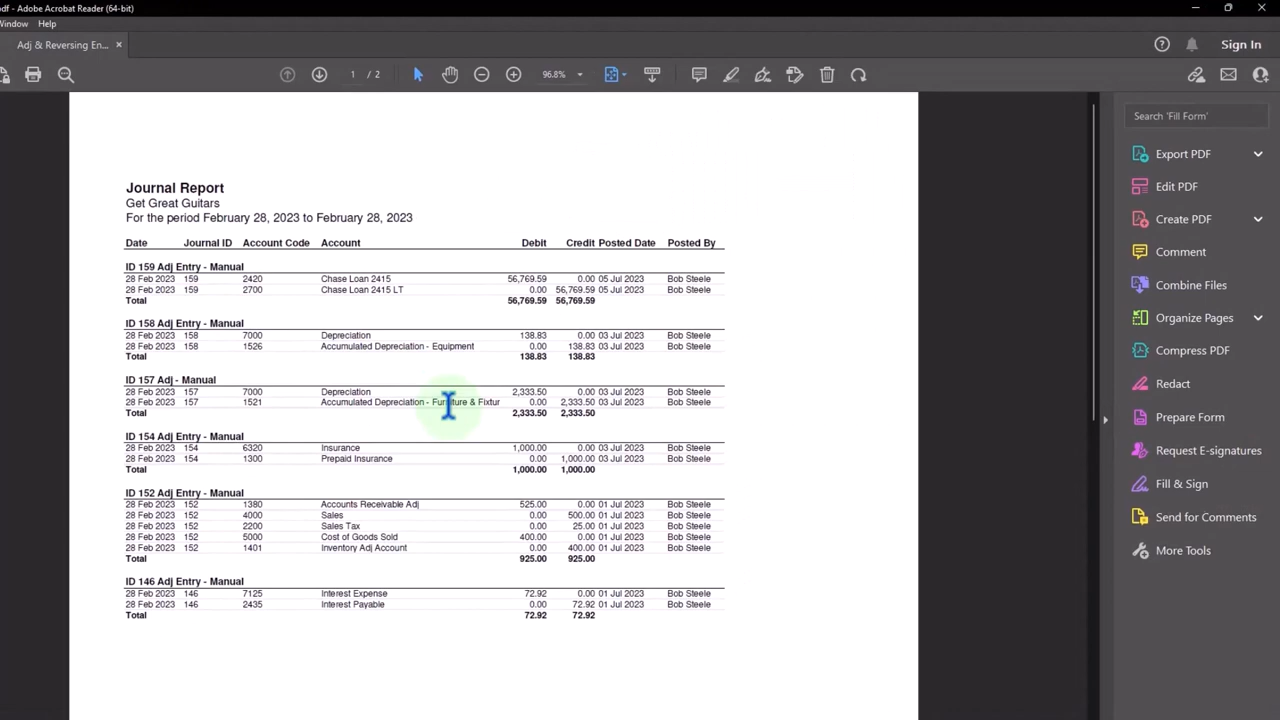 pdf - Adobe Acrobat Reader (64-bit)
Window Help
Adj & Reversing En... ×
Sign In
1 / 2 96.8%
Search 'Fill Form'
Export PDF
Edit PDF
Create PDF
Comment
Combine Files
Organize Pages
Compress PDF
Redact
Prepare Form
Request E-signatures
Fill & Sign
Send for Comments
More Tools
Journal Report
Get Great Guitars
For the period February 28, 2023 to February 28, 2023
Date Journal ID Account Code Account Debit Credit Posted Date Posted By
ID 159 Adj Entry - Manual
28 Feb 2023 159 2420 Chase Loan 2415 56,769.59 0.00 05 Jul 2023 Bob Steele
28 Feb 2023 159 2700 Chase Loan 2415 LT 0.00 56,769.59 05 Jul 2023 Bob Steele
Total 56,769.59 56,769.59
ID 158 Adj Entry - Manual
28 Feb 2023 158 7000 Depreciation 138.83 0.00 03 Jul 2023 Bob Steele
28 Feb 2023 158 1526 Accumulated Depreciation - Equipment 0.00 138.83 03 Jul 2023 Bob Steele
Total 138.83 138.83
ID 157 Adj - Manual
28 Feb 2023 157 7000 Depreciation 2,333.50 0.00 03 Jul 2023 Bob Steele
28 Feb 2023 157 1521 Accumulated Depreciation - Furniture & Fixtur 0.00 2,333.50 03 Jul 2023 Bob Steele
Total 2,333.50 2,333.50
ID 154 Adj Entry - Manual
28 Feb 2023 154 6320 Insurance 1,000.00 0.00 03 Jul 2023 Bob Steele
28 Feb 2023 154 1300 Prepaid Insurance 0.00 1,000.00 03 Jul 2023 Bob Steele
Total 1,000.00 1,000.00
ID 152 Adj Entry - Manual
28 Feb 2023 152 1380 Accounts Receivable Adj 525.00 0.00 01 Jul 2023 Bob Steele
28 Feb 2023 152 4000 Sales 0.00 500.00 01 Jul 2023 Bob Steele
28 Feb 2023 152 2200 Sales Tax 0.00 25.00 01 Jul 2023 Bob Steele
28 Feb 2023 152 5000 Cost of Goods Sold 400.00 0.00 01 Jul 2023 Bob Steele
28 Feb 2023 152 1401 Inventory Adj Account 0.00 400.00 01 Jul 2023 Bob Steele
Total 925.00 925.00
ID 146 Adj Entry - Manual
28 Feb 2023 146 7125 Interest Expense 72.92 0.00 01 Jul 2023 Bob Steele
28 Feb 2023 146 2435 Interest Payable 0.00 72.92 01 Jul 2023 Bob Steele
Total 72.92 72.92